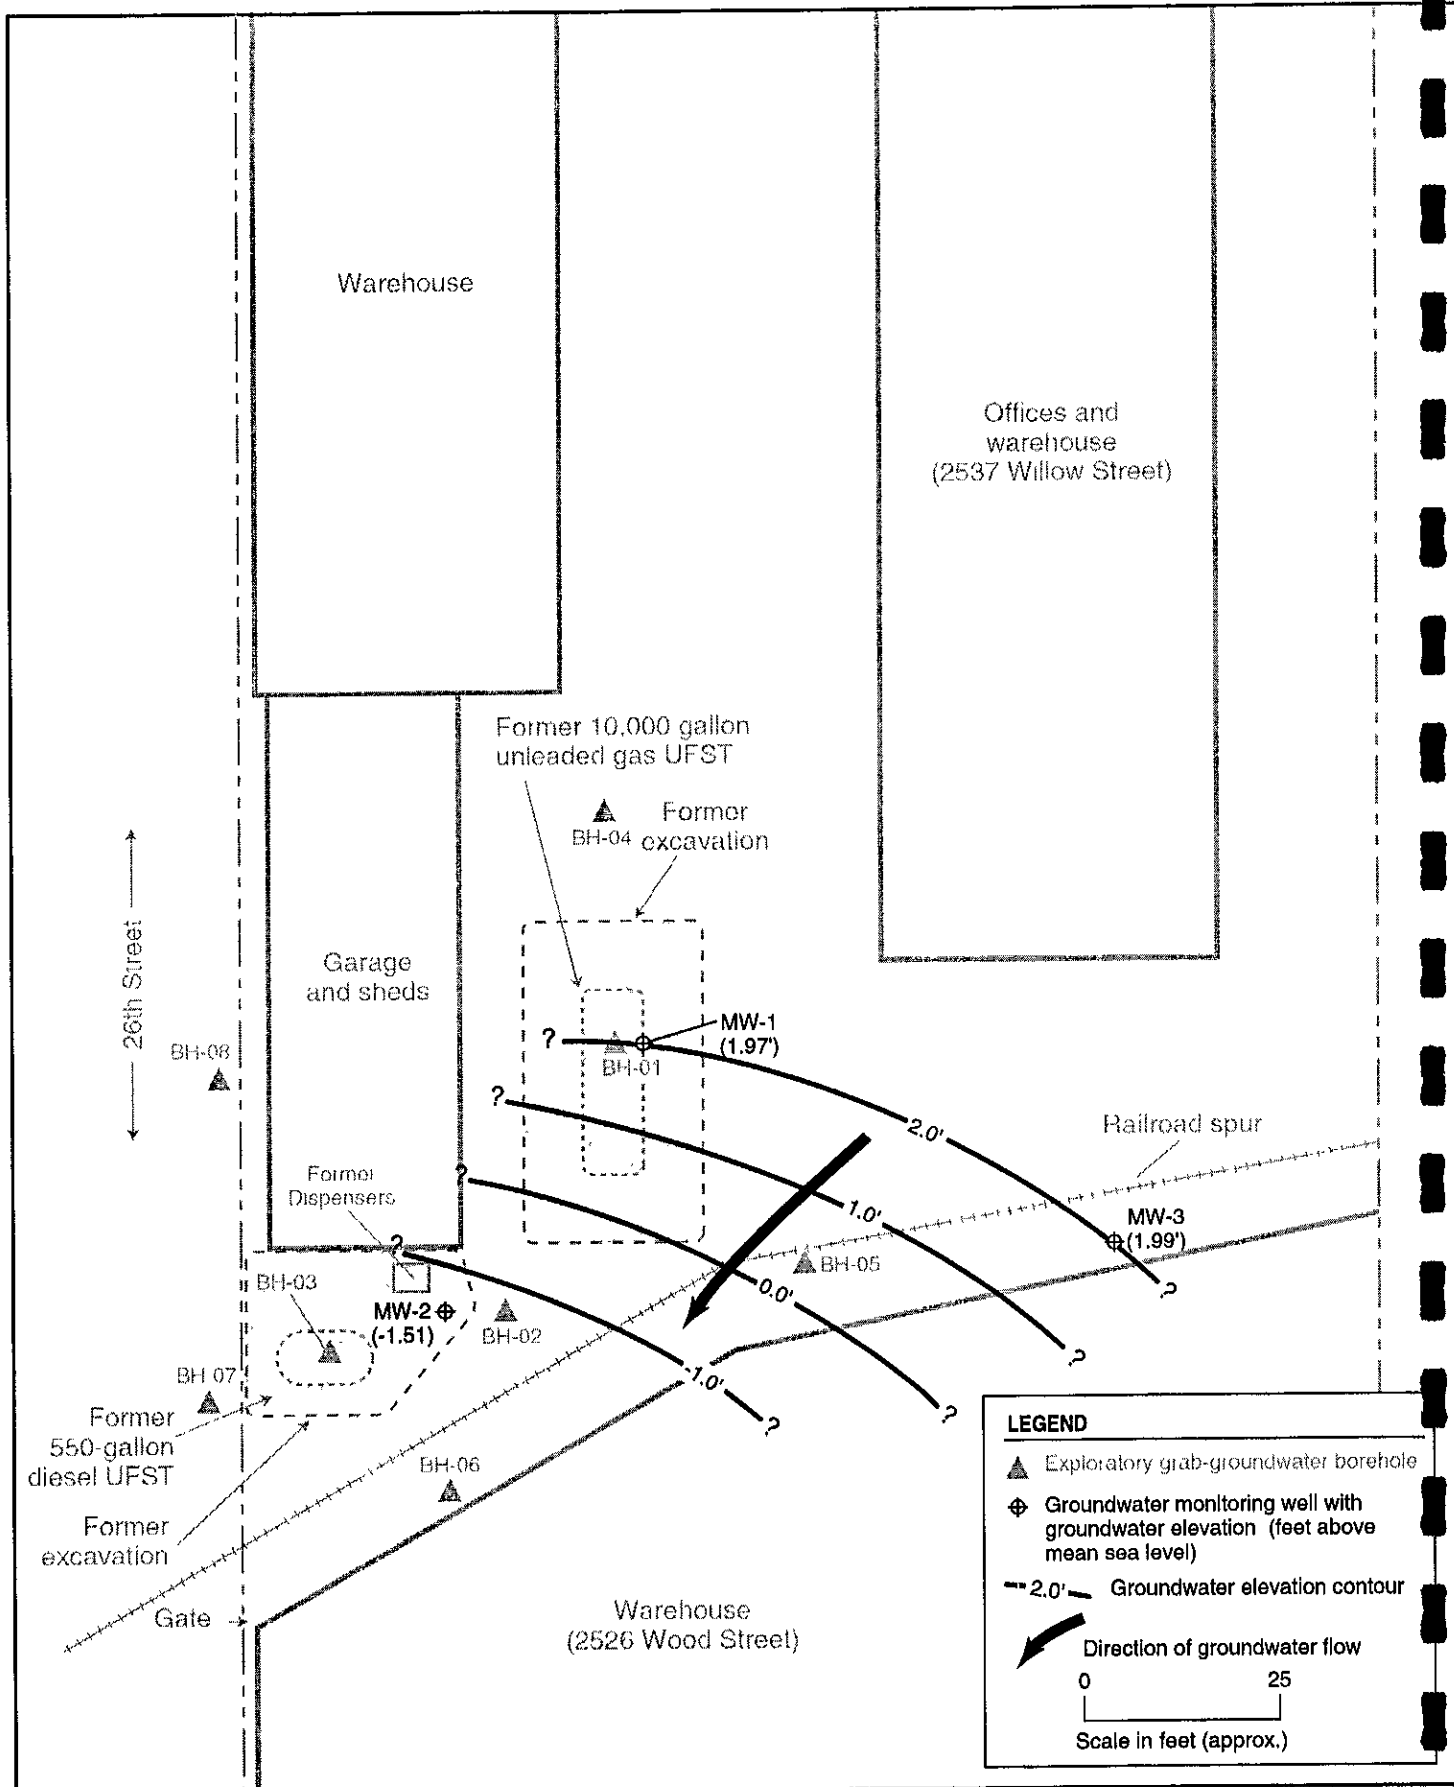 Warehouse
Offices and
warehouse
(2537 Willow Street)
Former 10,000 gallon
unleaded gas UFST
BH-04
Former
excavation
26th Street
Garage
and sheds
BH-08
?
MW-1
(1.97')
BH-01
?
2.0'
Railroad spur
Former
Dispensers
?
1.0'
MW-3
(1.99')
?
BH-03
BH-05
?
0.0'
MW-2
(-1.51)
BH-02
?
BH-07
-1.0'
?
?
Former
550-gallon
diesel UFST
BH-06
Former
excavation
Gate
Warehouse
(2526 Wood Street)
LEGEND
Exploratory grab-groundwater borehole
Groundwater monitoring well with
groundwater elevation (feet above
mean sea level)
2.0' Groundwater elevation contour
Direction of groundwater flow
0 25
Scale in feet (approx.)